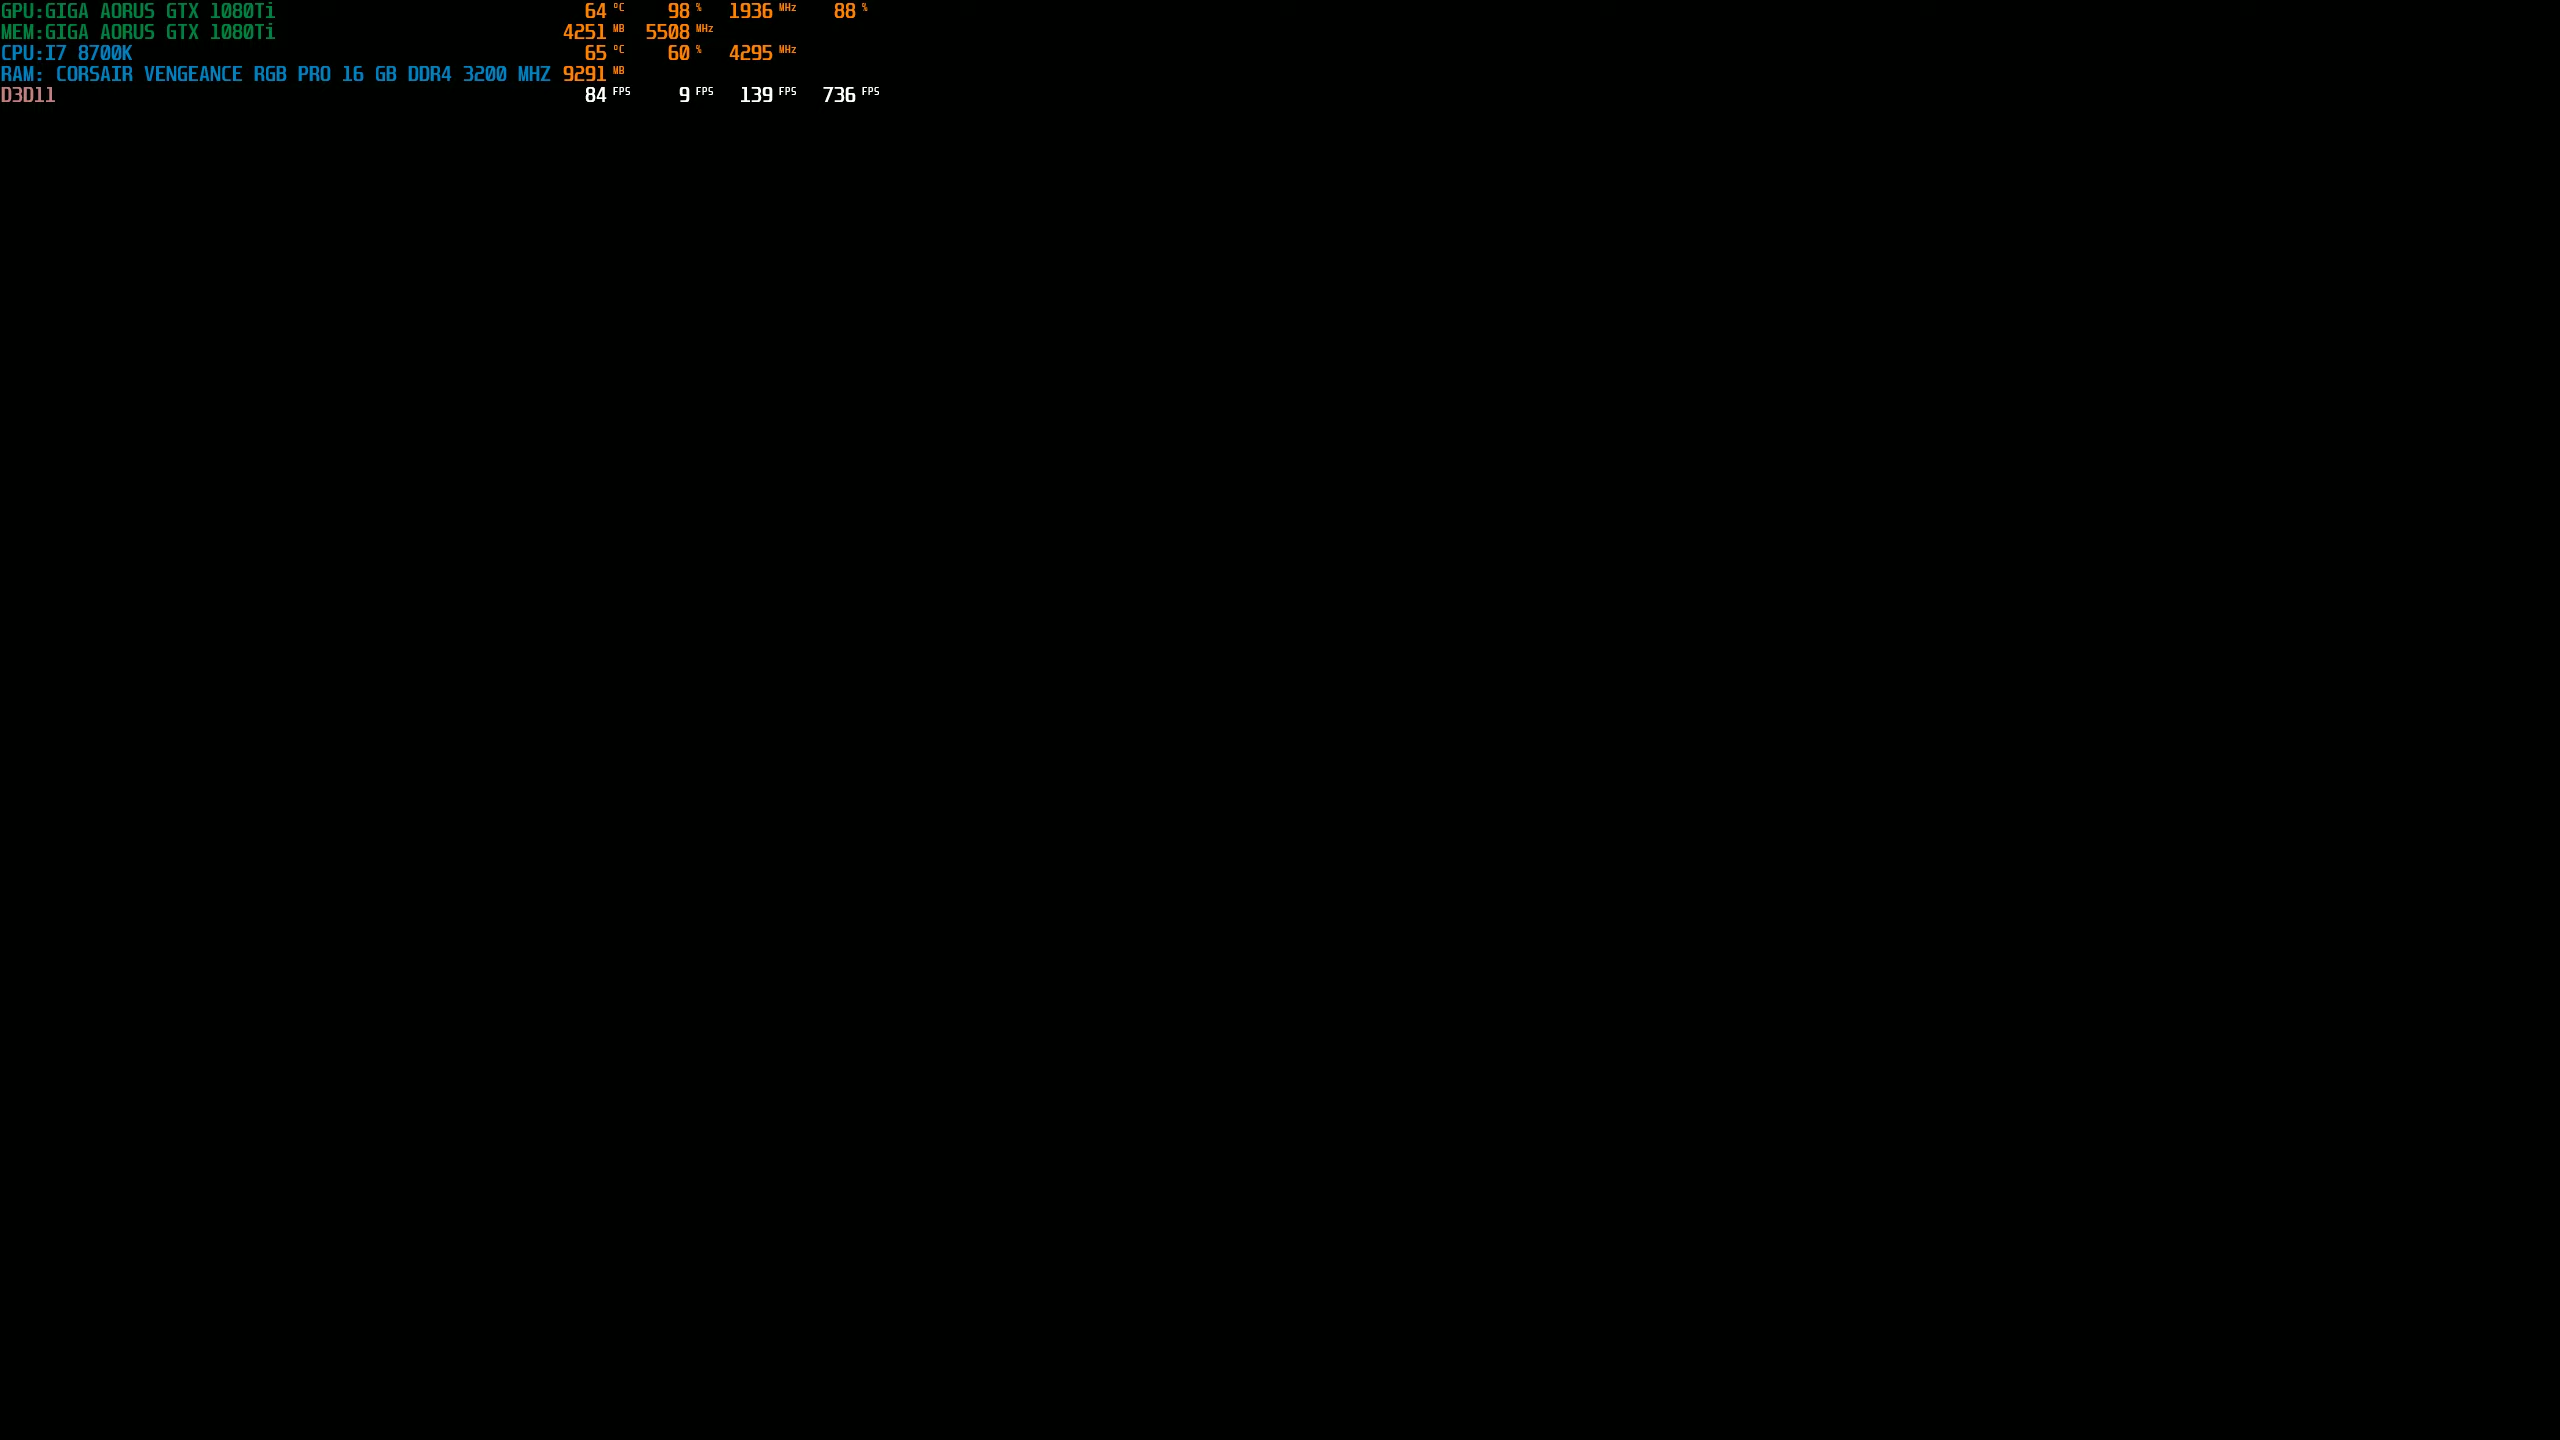 GPU:GIGA AORUS GTX 1080Ti 64 °C 98 % 1936 MHz 88 %
MEM:GIGA AORUS GTX 1080Ti 4251 MB 5508 MHz
CPU:I7 8700K 65 °C 60 % 4295 MHz
RAM: CORSAIR VENGEANCE RGB PRO 16 GB DDR4 3200 MHZ 9291 MB
D3D11 84 FPS 9 FPS 139 FPS 736 FPS